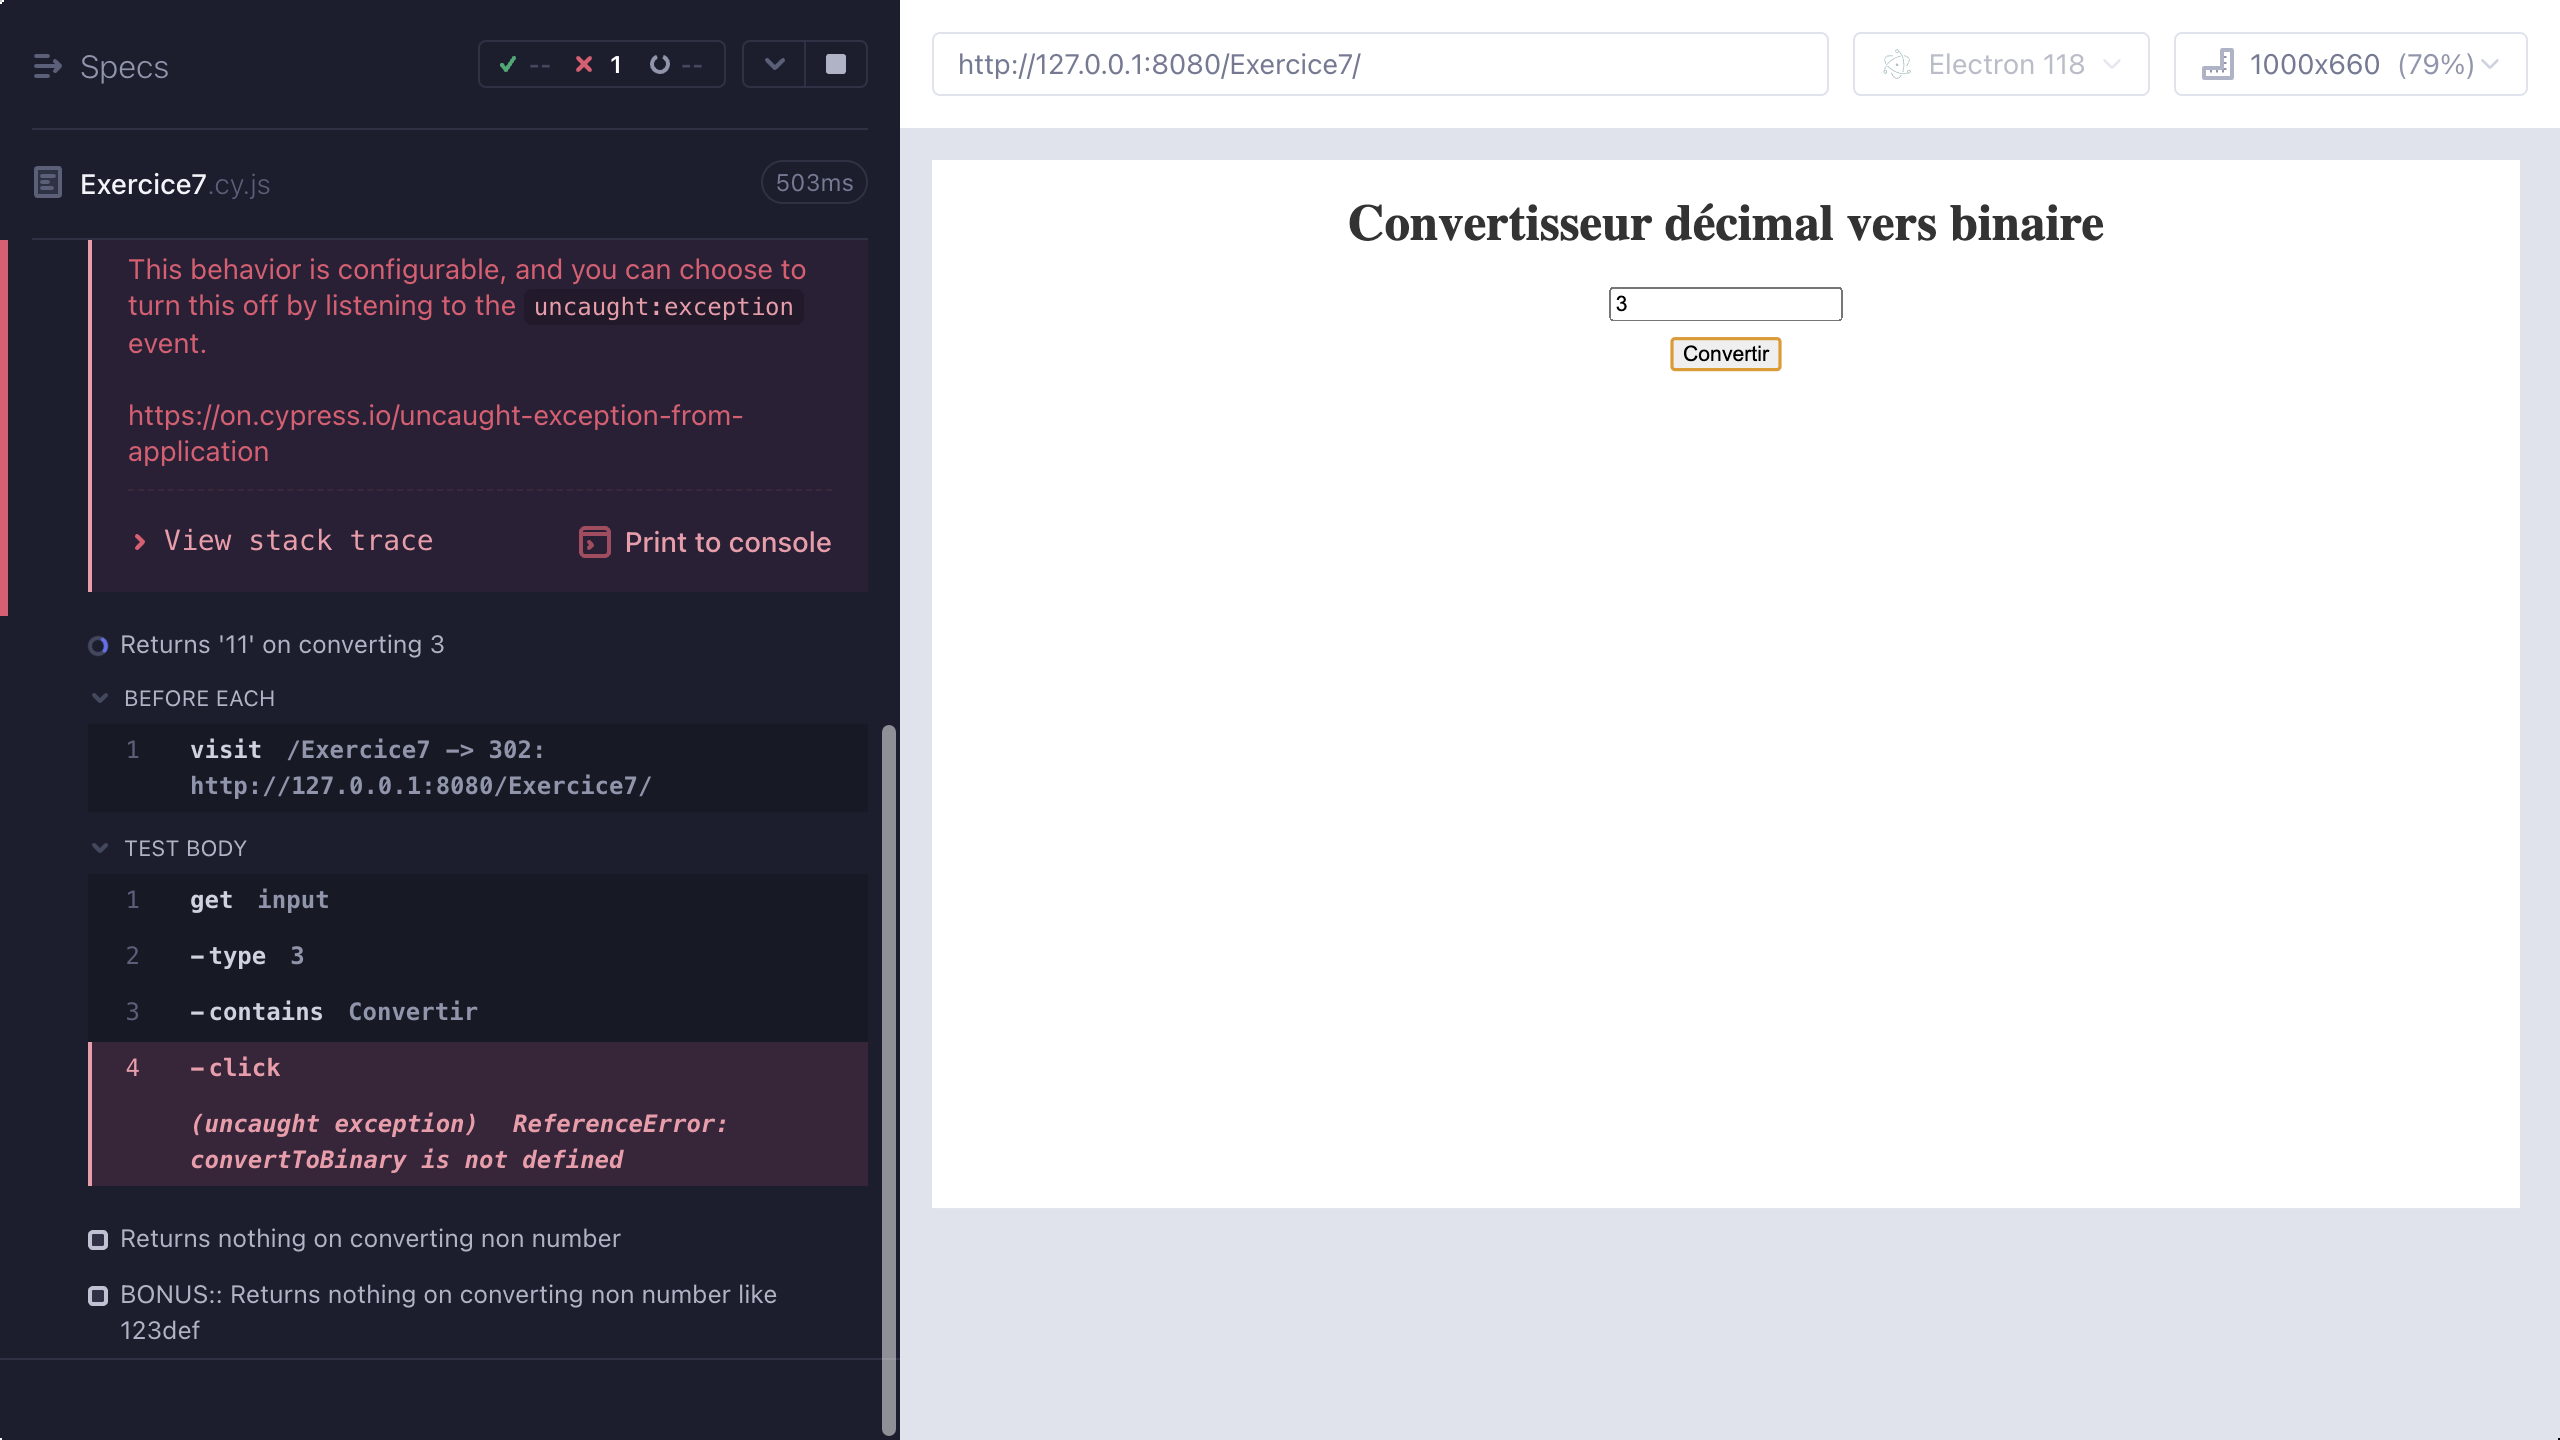 Specs
-- 1 --
Exercice7.cy.js
503ms
This behavior is configurable, and you can choose to
turn this off by listening to the uncaught:exception
event.
https://on.cypress.io/uncaught-exception-from-
application
View stack trace
Print to console
Returns '11' on converting 3
BEFORE EACH
1 visit /Exercice7 -> 302:
http://127.0.0.1:8080/Exercice7/
TEST BODY
1 get input
2 -type 3
3 -contains Convertir
4 -click
(uncaught exception) ReferenceError:
convertToBinary is not defined
Returns nothing on converting non number
BONUS:: Returns nothing on converting non number like
123def
http://127.0.0.1:8080/Exercice7/
Electron 118
1000x660 (79%)
Convertisseur décimal vers binaire
3
Convertir